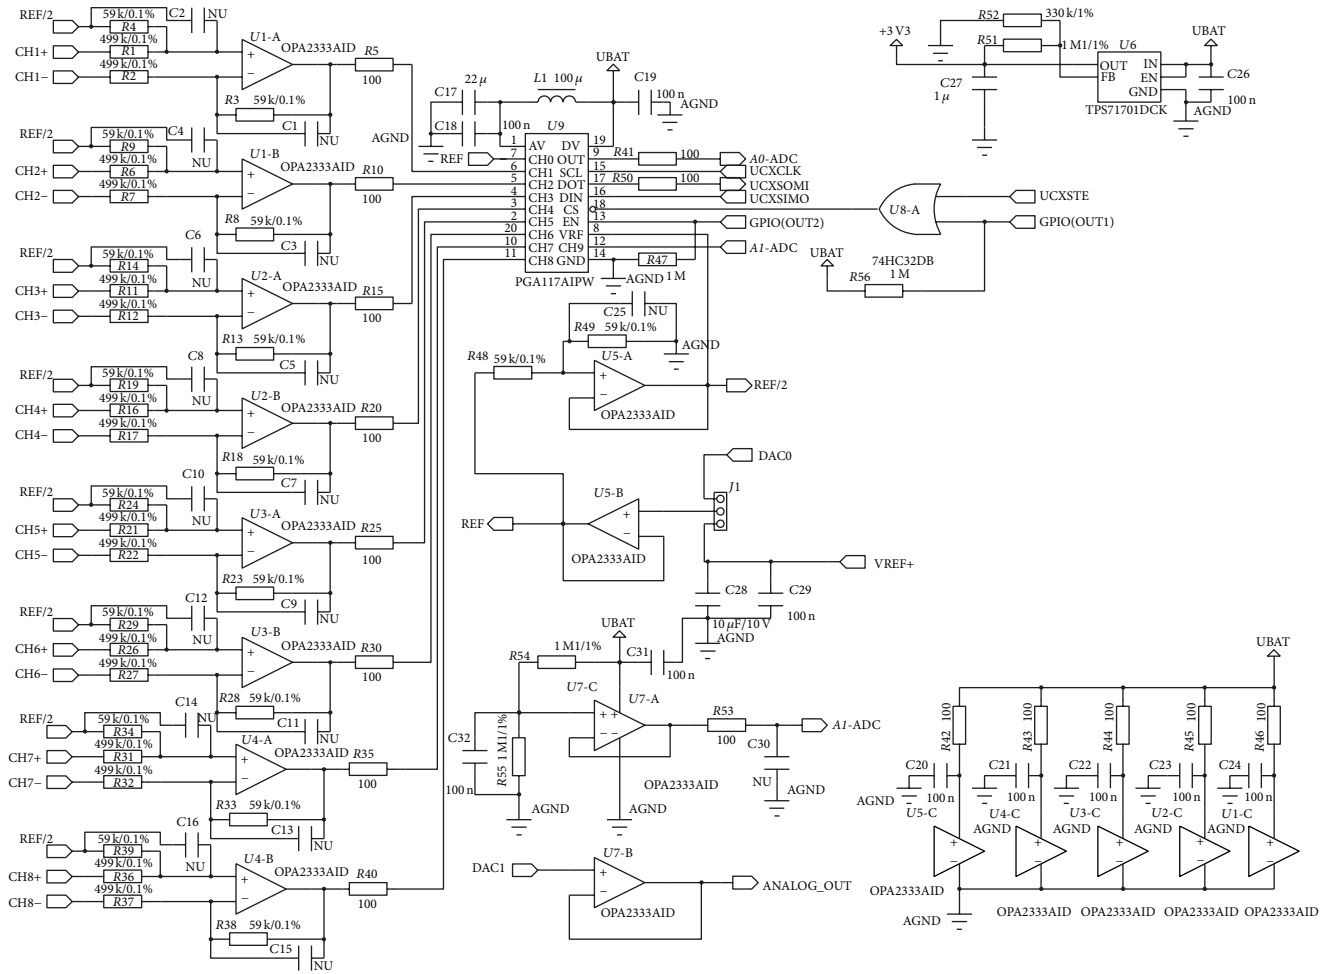 REF/2 59 k/0.1% C2 NU
R4
499 k/0.1%
CH1+ R1 U1-A OPA2333AID R5
499 k/0.1%
CH1− R2 100
R3 59 k/0.1%
C1 NU
REF/2 59 k/0.1% C4
R9 NU
499 k/0.1%
CH2+ R6 U1-B OPA2333AID R10
499 k/0.1%
CH2− R7 100
R8 59 k/0.1%
C3 NU
REF/2 59 k/0.1% C6
R14 NU
499 k/0.1%
CH3+ R11 U2-A OPA2333AID R15
499 k/0.1%
CH3− R12 100
R13 59 k/0.1%
C5 NU
REF/2 59 k/0.1% C8
R19 NU
499 k/0.1%
CH4+ R16 U2-B OPA2333AID R20
499 k/0.1%
CH4− R17 100
R18 59 k/0.1%
C7 NU
REF/2 59 k/0.1% C10
R24 NU
499 k/0.1%
CH5+ R21 U3-A OPA2333AID R25
499 k/0.1%
CH5− R22 100
R23 59 k/0.1%
C9 NU
REF/2 59 k/0.1% C12
R29 NU
499 k/0.1%
CH6+ R26 U3-B OPA2333AID R30
499 k/0.1%
CH6− R27 100
R28 59 k/0.1%
C11 NU
REF/2 59 k/0.1% C14 NU
R34
499 k/0.1%
CH7+ R31 U4-A OPA2333AID R35
499 k/0.1%
CH7− R32 100
R33 59 k/0.1%
C13 NU
REF/2 59 k/0.1% C16
R39 NU
499 k/0.1%
CH8+ R36 U4-B OPA2333AID R40
499 k/0.1%
CH8− R37 100
R38 59 k/0.1%
C15 NU
UBAT
C17 22 μ L1 100 μ C19 100 n AGND
C18 100 n
AGND
U9
1 AV DV 19
REF 7 CH0 OUT 9 R41 100 A0-ADC
6 CH1 SCL 15 UCXCLK
5 CH2 DOT 17 R50 100 UCXSOMI
4 CH3 DIN 16 UCXSIMO
3 CH4 CS 18
2 CH5 EN 13 GPIO(OUT2)
20 CH6 VRF 8
10 CH7 CH9 12 A1-ADC
11 CH8 GND 14 R47
PGA117AIPW AGND 1 M
C25 NU
R49 59 k/0.1%
AGND
R48 59 k/0.1% U5-A
REF/2
OPA2333AID
DAC0
J1
U5-B
REF
OPA2333AID
VREF+
C28 C29
10 μF/10 V 100 n
AGND
UBAT
R54 1 M1/1% C31 100 n
U7-C U7-A
R53 A1-ADC
100
C32 R55 1 M1/1% C30
100 n OPA2333AID NU
AGND AGND AGND
U7-B
DAC1 ANALOG_OUT
OPA2333AID
R52 330 k/1%
+3 V3 R51 1 M1/1% U6 UBAT
OUT IN
FB EN
GND
C27 1 μ C26 100 n
TPS71701DCK AGND
U8-A
UCXSTE
GPIO(OUT1)
74HC32DB
UBAT R56 1 M
UBAT
R42 100 R43 100 R44 100 R45 100 R46 100
C20 C21 C22 C23 C24
100 n 100 n 100 n 100 n 100 n
AGND
U5-C U4-C U3-C U2-C U1-C
AGND AGND AGND AGND
OPA2333AID
AGND OPA2333AID OPA2333AID OPA2333AID OPA2333AID